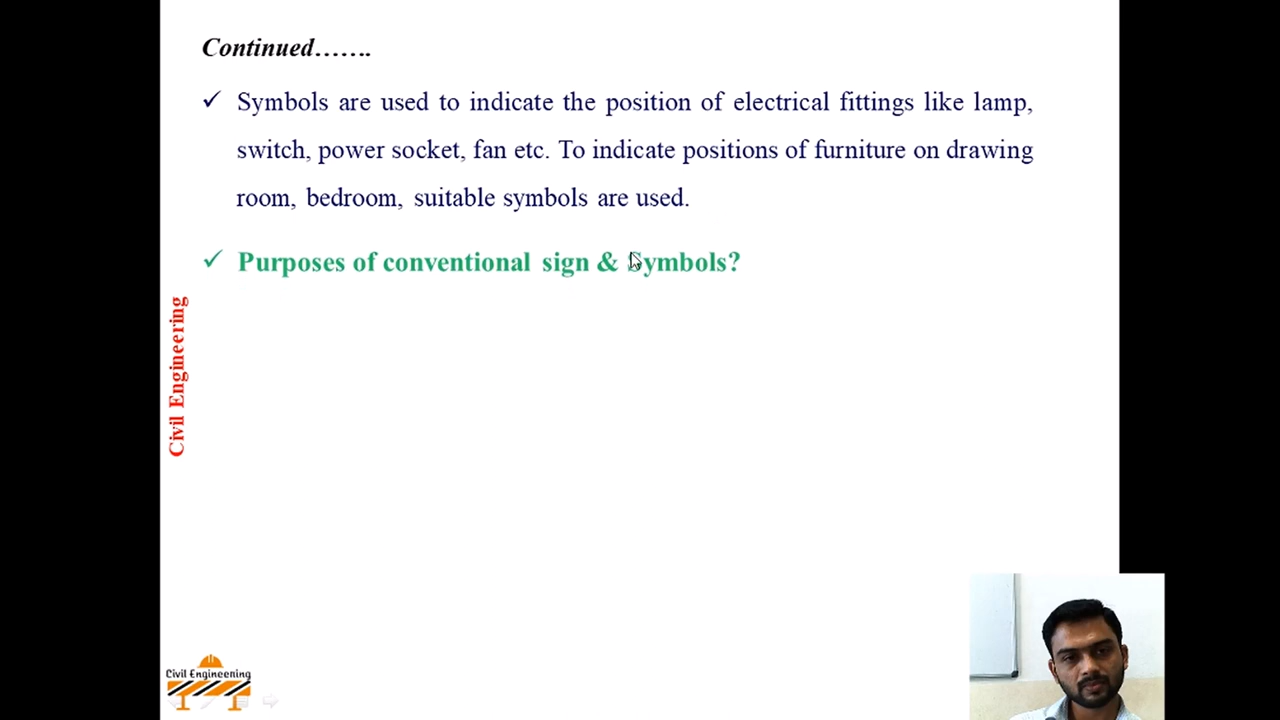 Continued…….
✓ Symbols are used to indicate the position of electrical fittings like lamp,
switch, power socket, fan etc. To indicate positions of furniture on drawing
room, bedroom, suitable symbols are used.
✓ Purposes of conventional sign & Symbols?
Civil Engineering
Civil Engineering